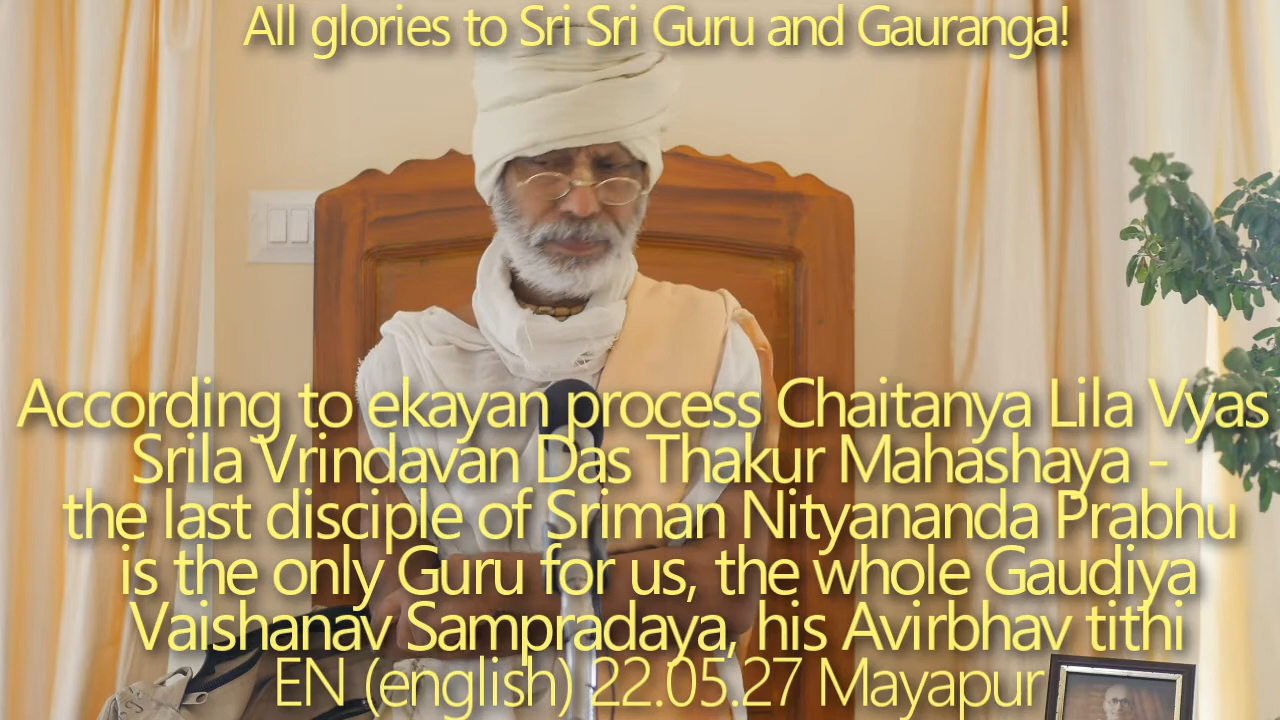 All glories to Sri Sri Guru and Gauranga!
According to ekayan process Chaitanya Lila Vyas
Srila Vrindavan Das Thakur Mahashaya -
the last disciple of Sriman Nityananda Prabhu
is the only Guru for us, the whole Gaudiya
Vaishanav Sampradaya, his Avirbhav tithi
EN (english) 22.05.27 Mayapur